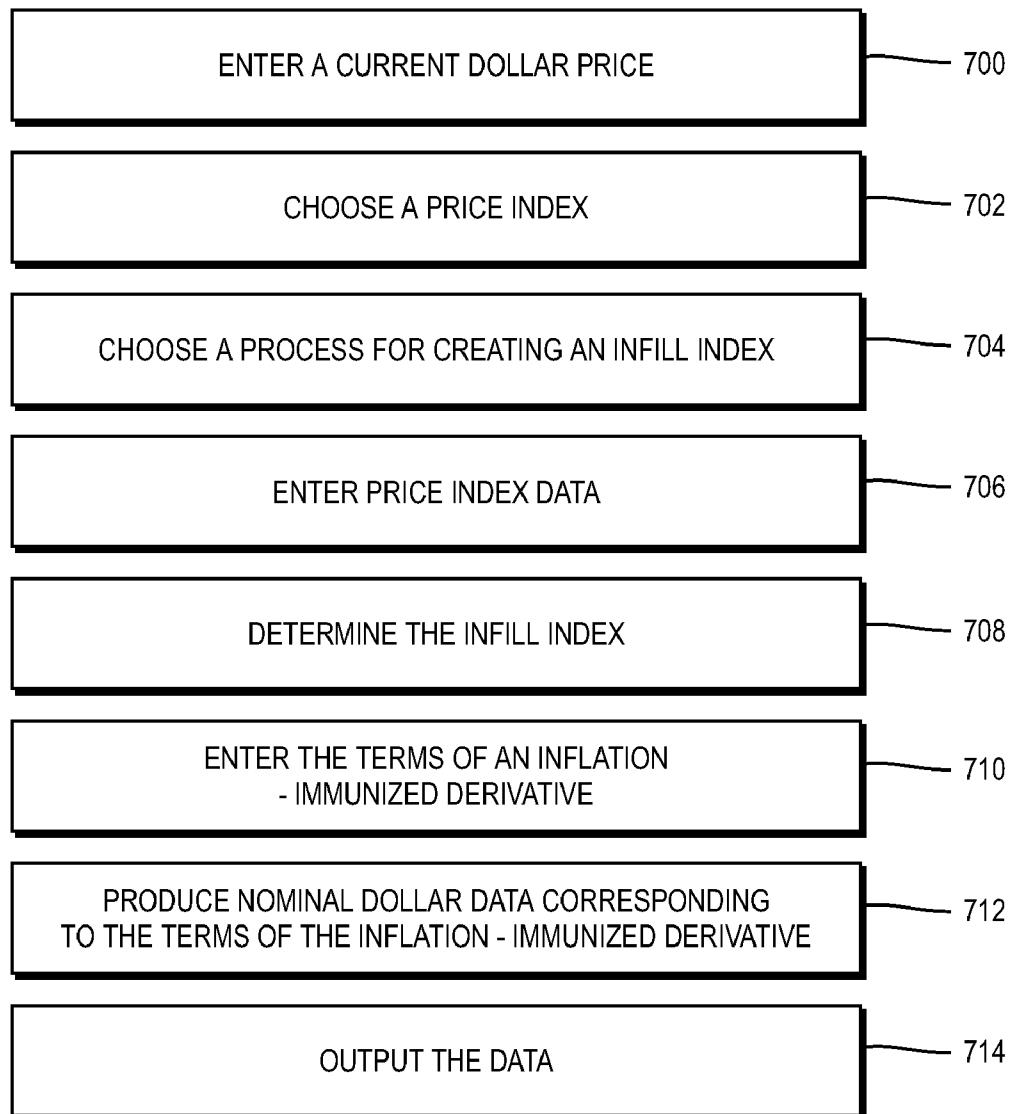 ENTER A CURRENT DOLLAR PRICE
700
CHOOSE A PRICE INDEX
702
CHOOSE A PROCESS FOR CREATING AN INFILL INDEX
704
ENTER PRICE INDEX DATA
706
DETERMINE THE INFILL INDEX
708
ENTER THE TERMS OF AN INFLATION
- IMMUNIZED DERIVATIVE
710
PRODUCE NOMINAL DOLLAR DATA CORRESPONDING
TO THE TERMS OF THE INFLATION - IMMUNIZED DERIVATIVE
712
OUTPUT THE DATA
714